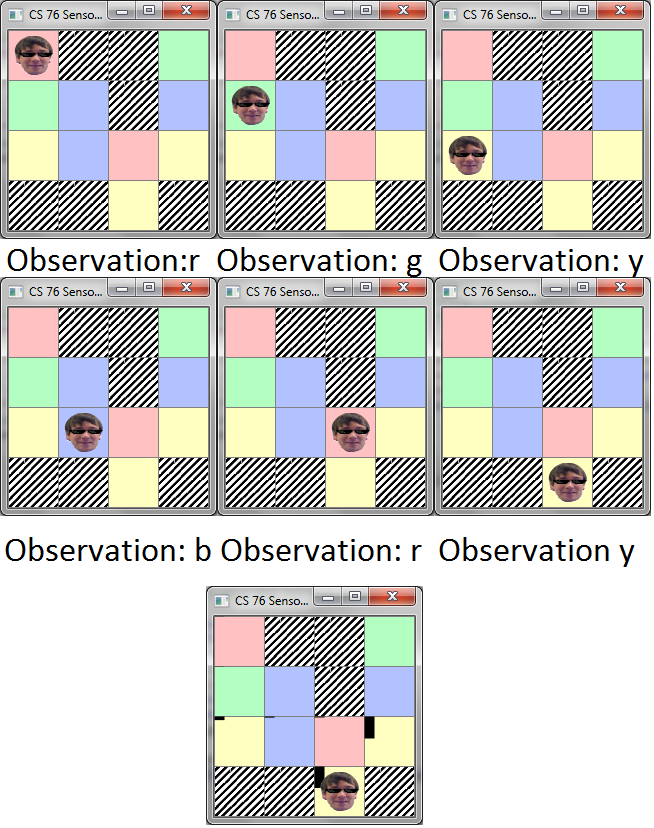 CS 76 Senso... CS 76 Senso... CS 76 Senso...
Observation:r Observation: g Observation: y
CS 76 Senso... CS 76 Senso... CS 76 Senso...
Observation: b Observation: r Observation y
CS 76 Senso...